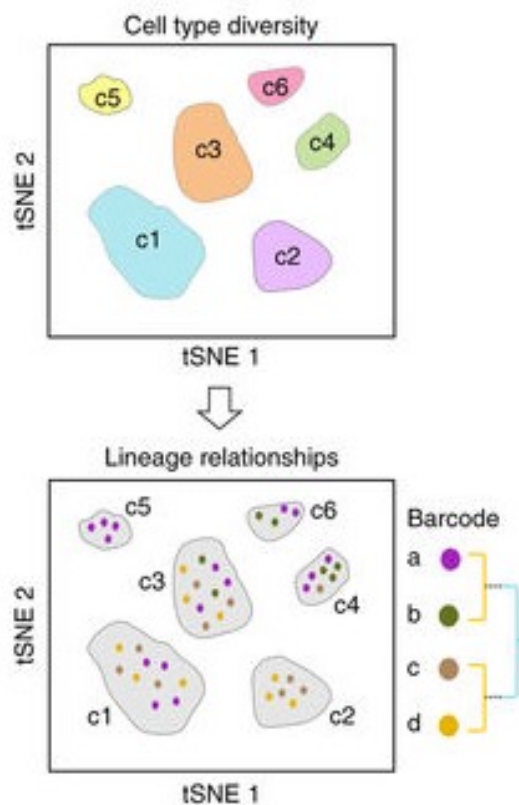 Cell type diversity
c5
c6
c3
c4
c1
c2
tSNE 2
tSNE 1
Lineage relationships
c5
c6
c3
c4
c1
c2
tSNE 2
tSNE 1
Barcode
a
b
c
d